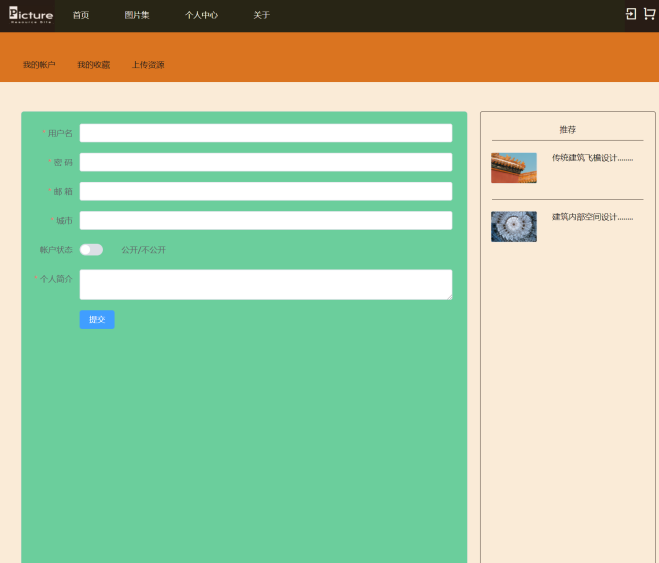 Picture
Resource Site
首页 图片集 个人中心 关于
我的帐户 我的收藏 上传资源
* 用户名
* 密 码
* 邮 箱
* 城市
帐户状态 公开/不公开
* 个人简介
提交
推荐
传统建筑飞檐设计........
建筑内部空间设计........